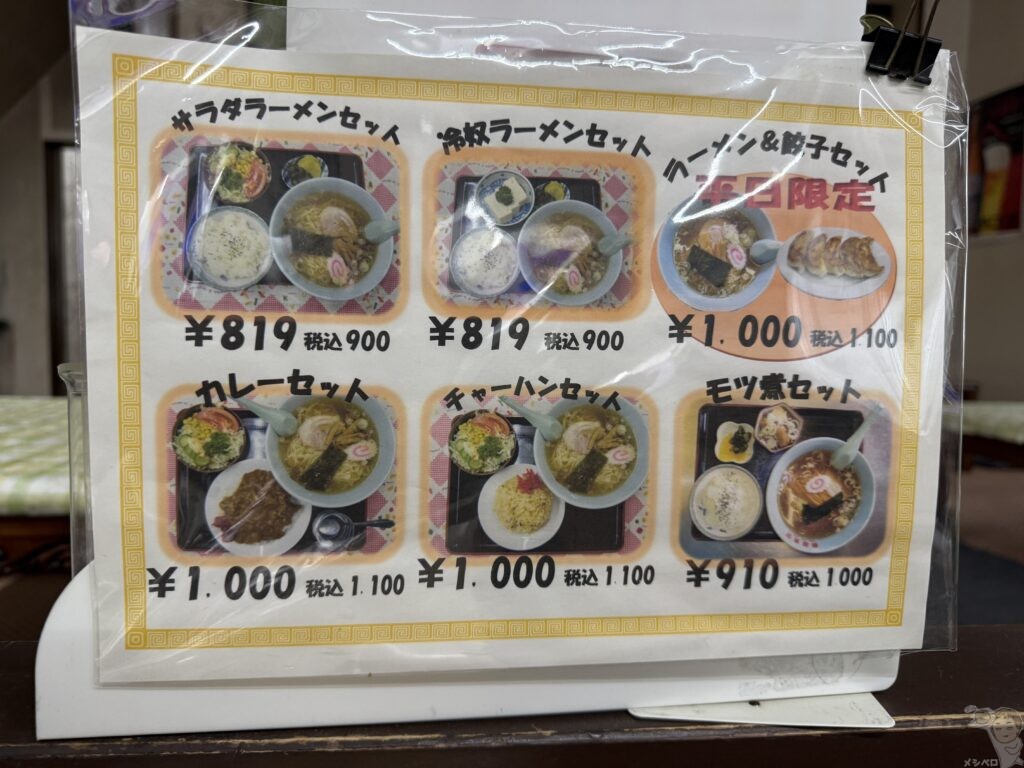 サラダラーメンセット
¥819 税込900
冷奴ラーメンセット
¥819 税込900
ラーメン&餃子セット
平日限定
¥1.000 税込1.100
カレーセット
¥1.000 税込1.100
チャーハンセット
¥1.000 税込1.100
モツ煮セット
¥910 税込1000
メシペロ